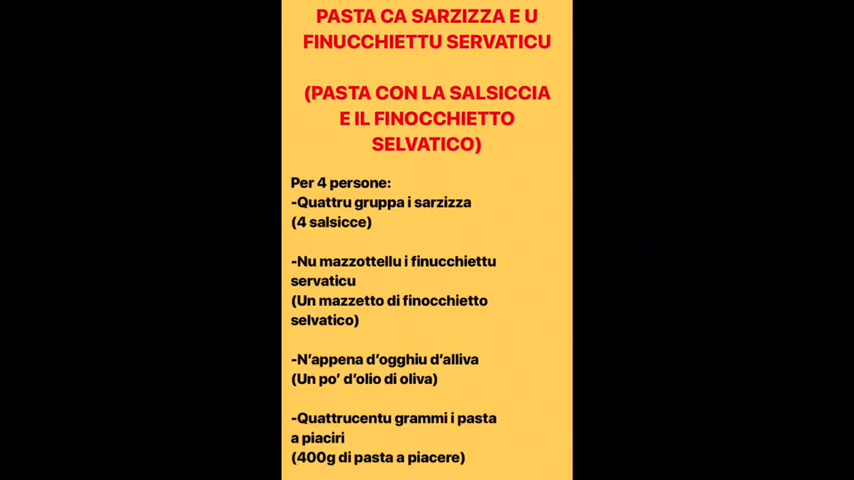 PASTA CA SARZIZZA E U
FINUCCHIETTU SERVATICU
(PASTA CON LA SALSICCIA
E IL FINOCCHIETTO
SELVATICO)
Per 4 persone:
-Quattru gruppa i sarzizza
(4 salsicce)
-Nu mazzottellu i finucchiettu
servaticu
(Un mazzetto di finocchietto
selvatico)
-N’appena d’ogghiu d’alliva
(Un po’ d’olio di oliva)
-Quattrucentu grammi i pasta
a piaciri
(400g di pasta a piacere)